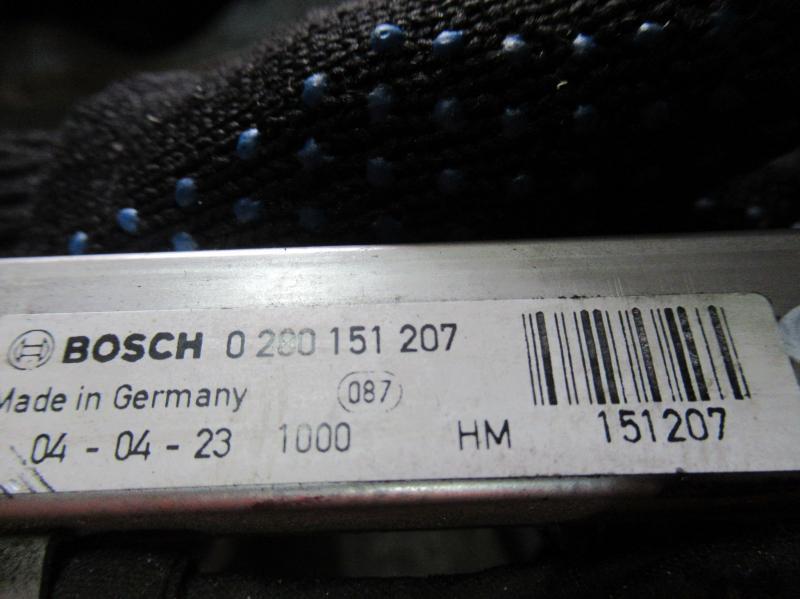 BOSCH 0 280 151 207
Made in Germany 087
04 - 04 - 23 1000 HM 151207